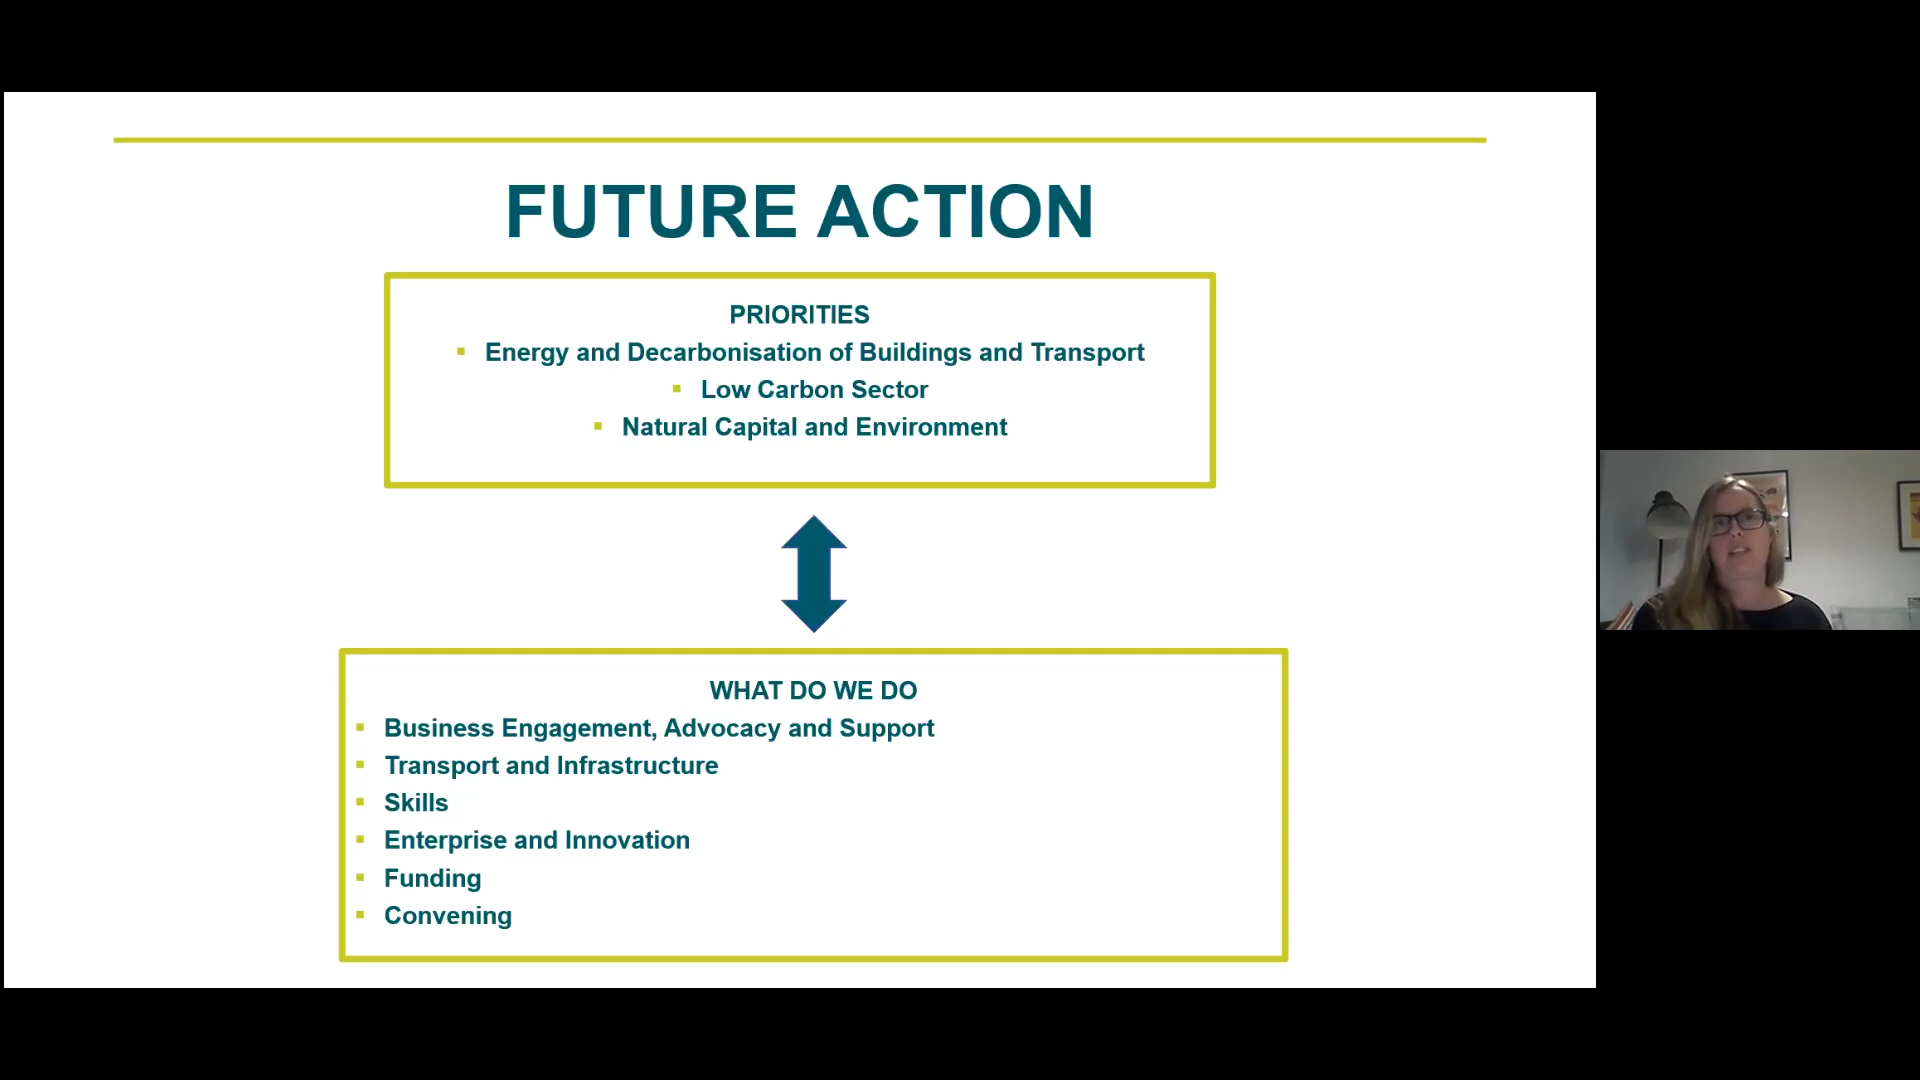 FUTURE ACTION
PRIORITIES
Energy and Decarbonisation of Buildings and Transport
Low Carbon Sector
Natural Capital and Environment
WHAT DO WE DO
Business Engagement, Advocacy and Support
Transport and Infrastructure
Skills
Enterprise and Innovation
Funding
Convening